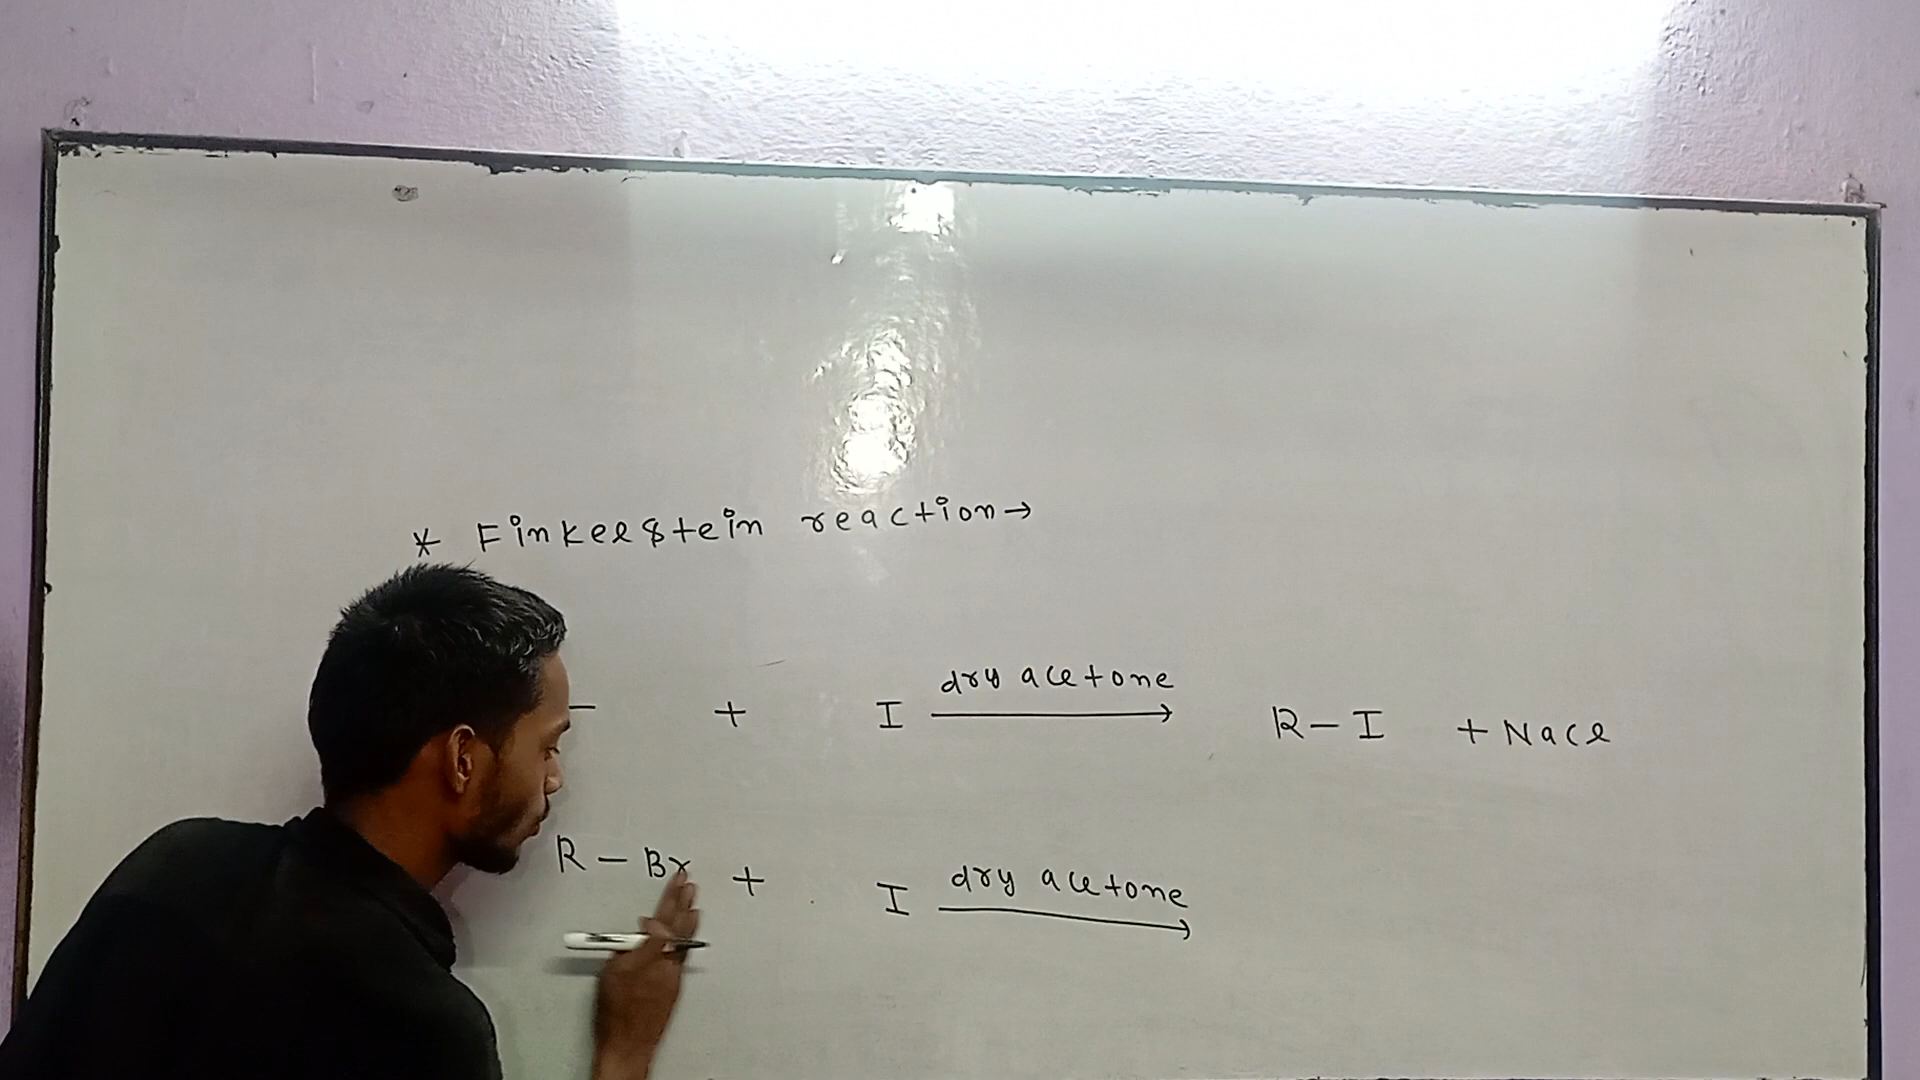 * Finkelstein reaction →
dry acetone
– + I ⟶ R – I + NaCl
dry acetone
R – Br + I ⟶